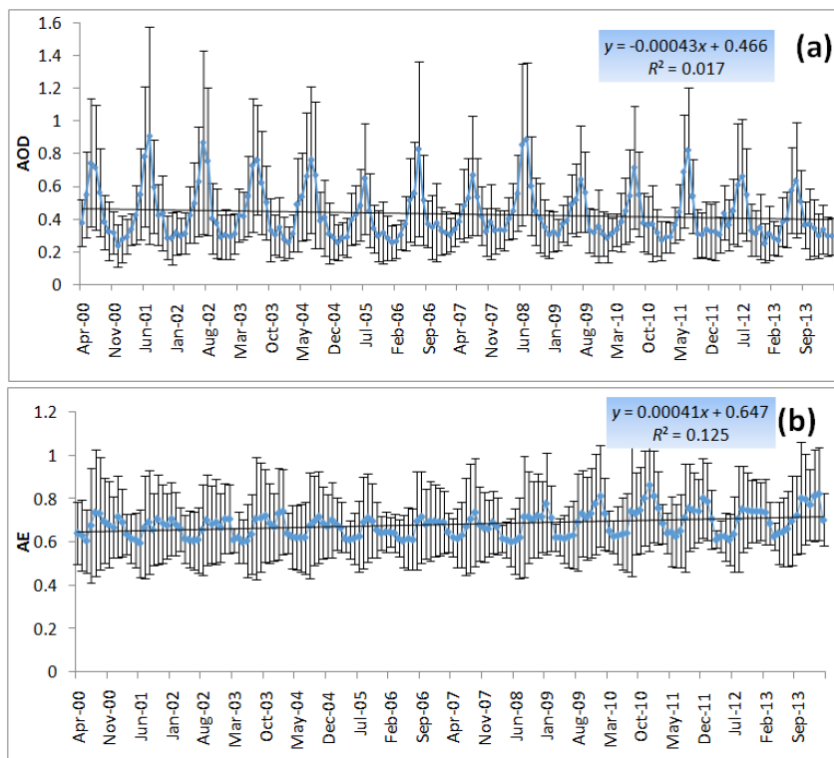 (a)
y = -0.00043x + 0.466
R² = 0.017
AOD
1.6
1.4
1.2
1
0.8
0.6
0.4
0.2
0
Apr-00 Nov-00 Jun-01 Jan-02 Aug-02 Mar-03 Oct-03 May-04 Dec-04 Jul-05 Feb-06 Sep-06 Apr-07 Nov-07 Jun-08 Jan-09 Aug-09 Mar-10 Oct-10 May-11 Dec-11 Jul-12 Feb-13 Sep-13
(b)
y = 0.00041x + 0.647
R² = 0.125
AE
1.2
1
0.8
0.6
0.4
0.2
0
Apr-00 Nov-00 Jun-01 Jan-02 Aug-02 Mar-03 Oct-03 May-04 Dec-04 Jul-05 Feb-06 Sep-06 Apr-07 Nov-07 Jun-08 Jan-09 Aug-09 Mar-10 Oct-10 May-11 Dec-11 Jul-12 Feb-13 Sep-13